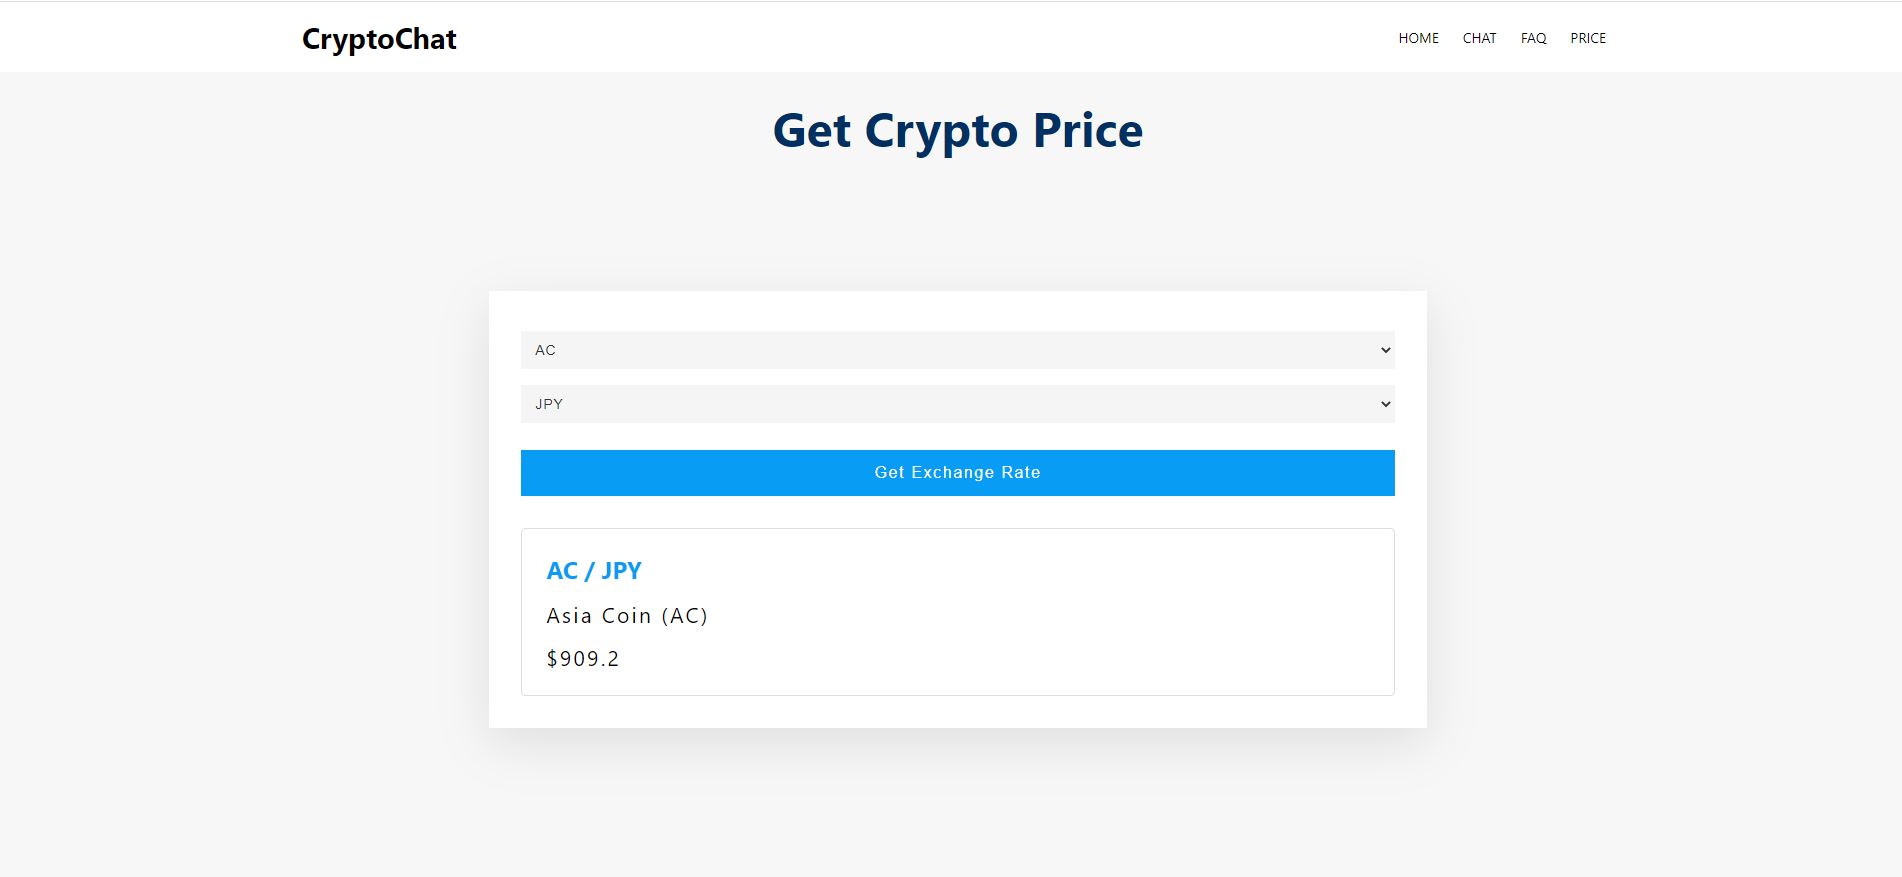 CryptoChat
HOME CHAT FAQ PRICE
Get Crypto Price
AC
JPY
Get Exchange Rate
AC / JPY
Asia Coin (AC)
$909.2